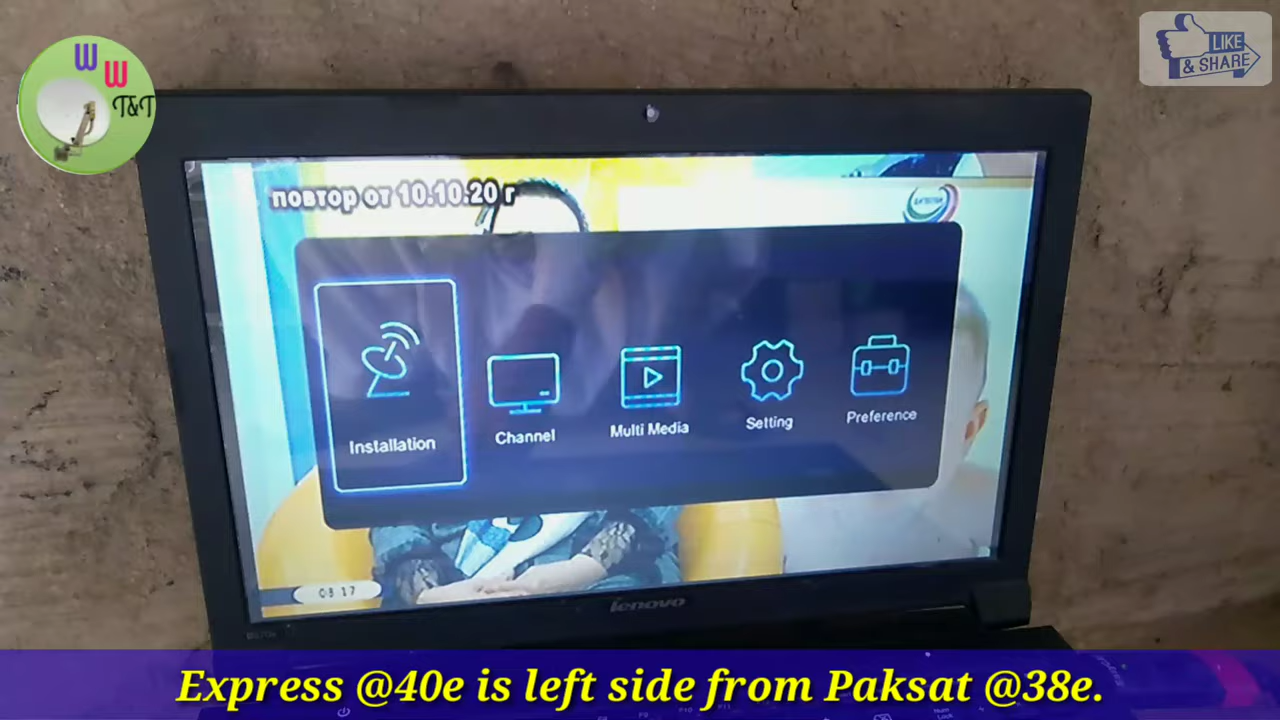 W
W
T&T
LIKE
& SHARE
повтор от 10.10.20 г
Installation
Channel
Multi Media
Setting
Preference
08 17
lenovo
Express @40e is left side from Paksat @38e.